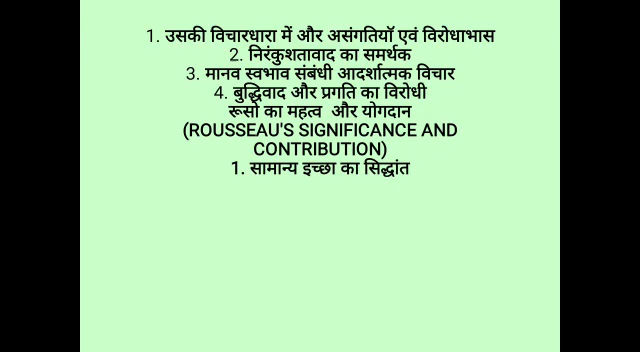 1. उसकी विचारधारा में और असंगतियॉ एवं विरोधाभास
2. निरंकुशतावाद का समर्थक
3. मानव स्वभाव संबंधी आदर्शात्मक विचार
4. बुद्धिवाद और प्रगति का विरोधी
रूसो का महत्व और योगदान
(ROUSSEAU'S SIGNIFICANCE AND
CONTRIBUTION)
1. सामान्य इच्छा का सिद्धांत